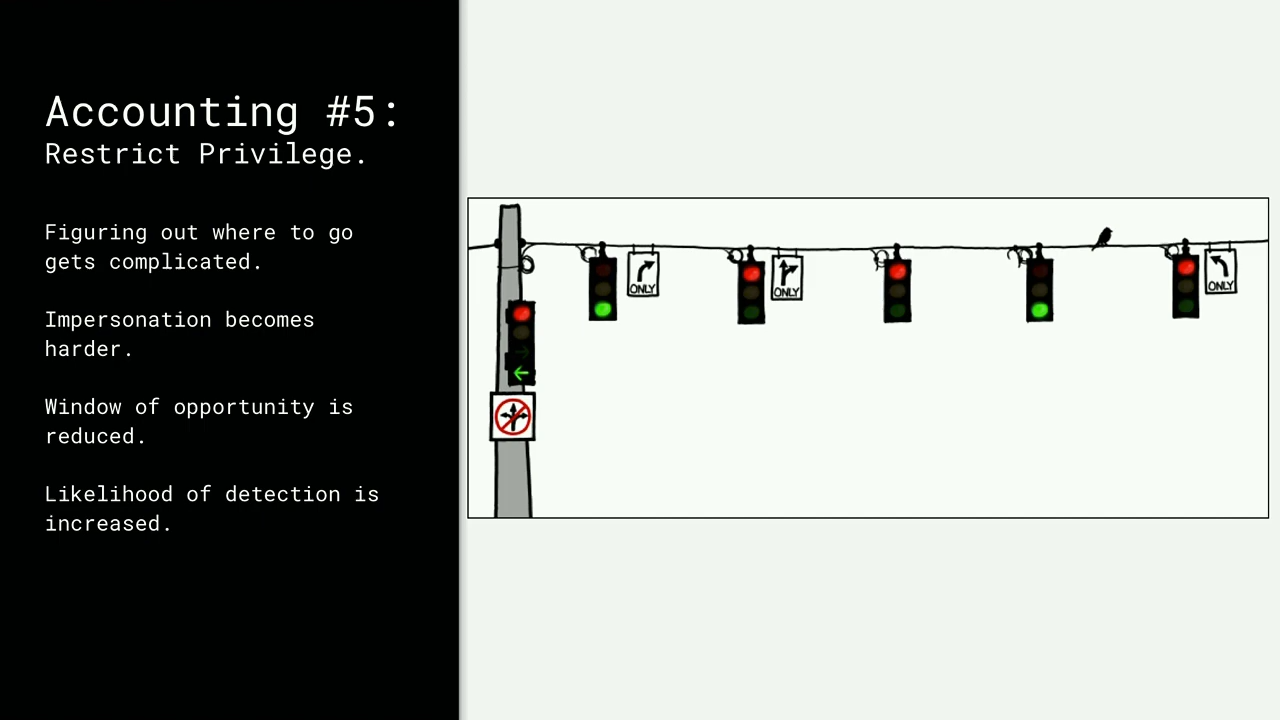 Accounting #5:
Restrict Privilege.
Figuring out where to go
gets complicated.
Impersonation becomes
harder.
Window of opportunity is
reduced.
Likelihood of detection is
increased.
ONLY
ONLY
ONLY